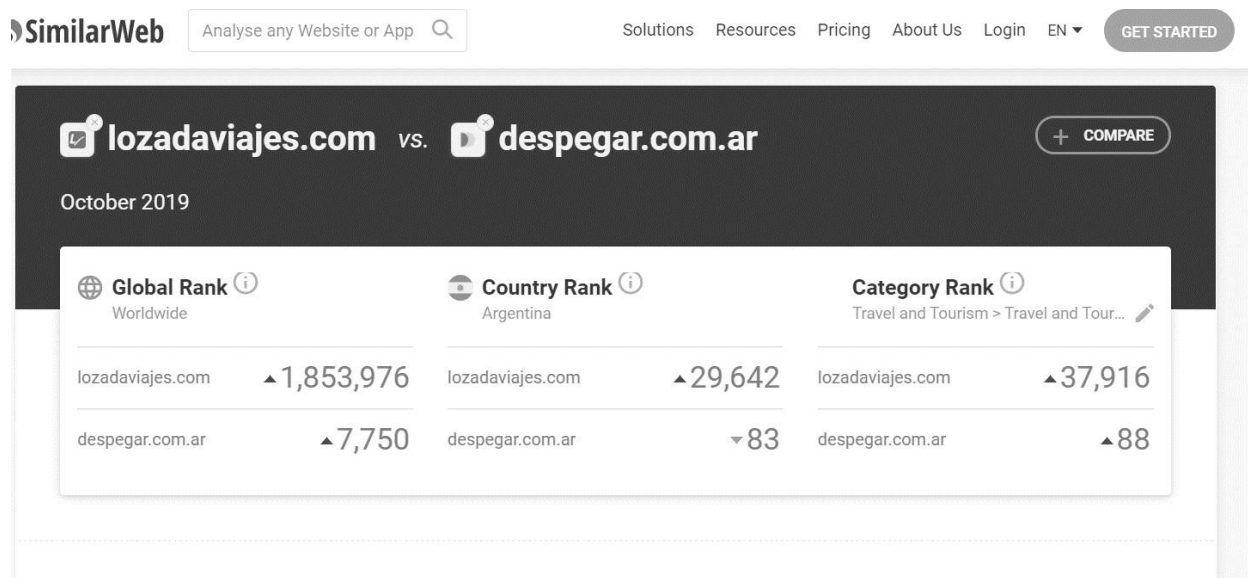 SimilarWeb Analyse any Website or App Solutions Resources Pricing About Us Login EN GET STARTED
lozadaviajes.com vs. despegar.com.ar + COMPARE
October 2019
Global Rank
Worldwide
lozadaviajes.com 1,853,976
despegar.com.ar 7,750
Country Rank
Argentina
lozadaviajes.com 29,642
despegar.com.ar 83
Category Rank
Travel and Tourism > Travel and Tour...
lozadaviajes.com 37,916
despegar.com.ar 88